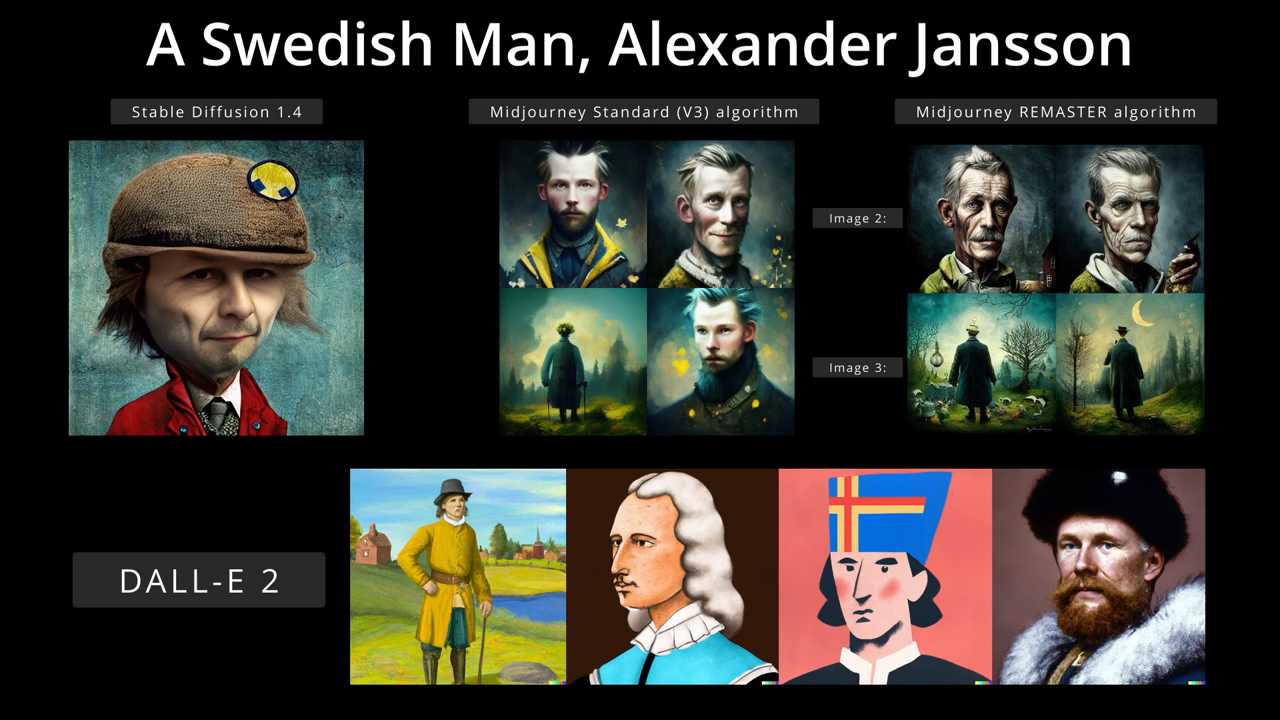 A Swedish Man, Alexander Jansson
Stable Diffusion 1.4
Midjourney Standard (V3) algorithm
Midjourney REMASTER algorithm
Image 2:
Image 3:
DALL-E 2